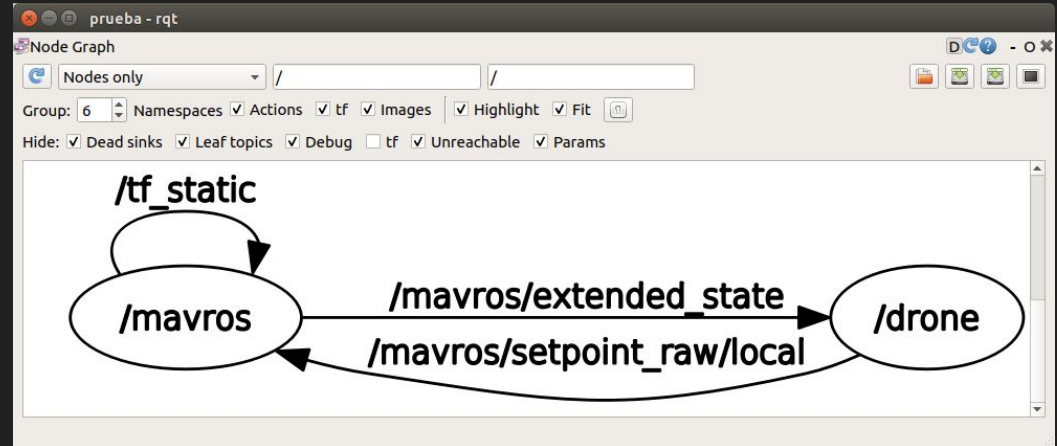 prueba - rqt
Node Graph D - O
Nodes only / /
Group: 6 Namespaces Actions tf Images Highlight Fit
Hide: Dead sinks Leaf topics Debug tf Unreachable Params
/tf_static
/mavros/extended_state
/mavros /drone
/mavros/setpoint_raw/local